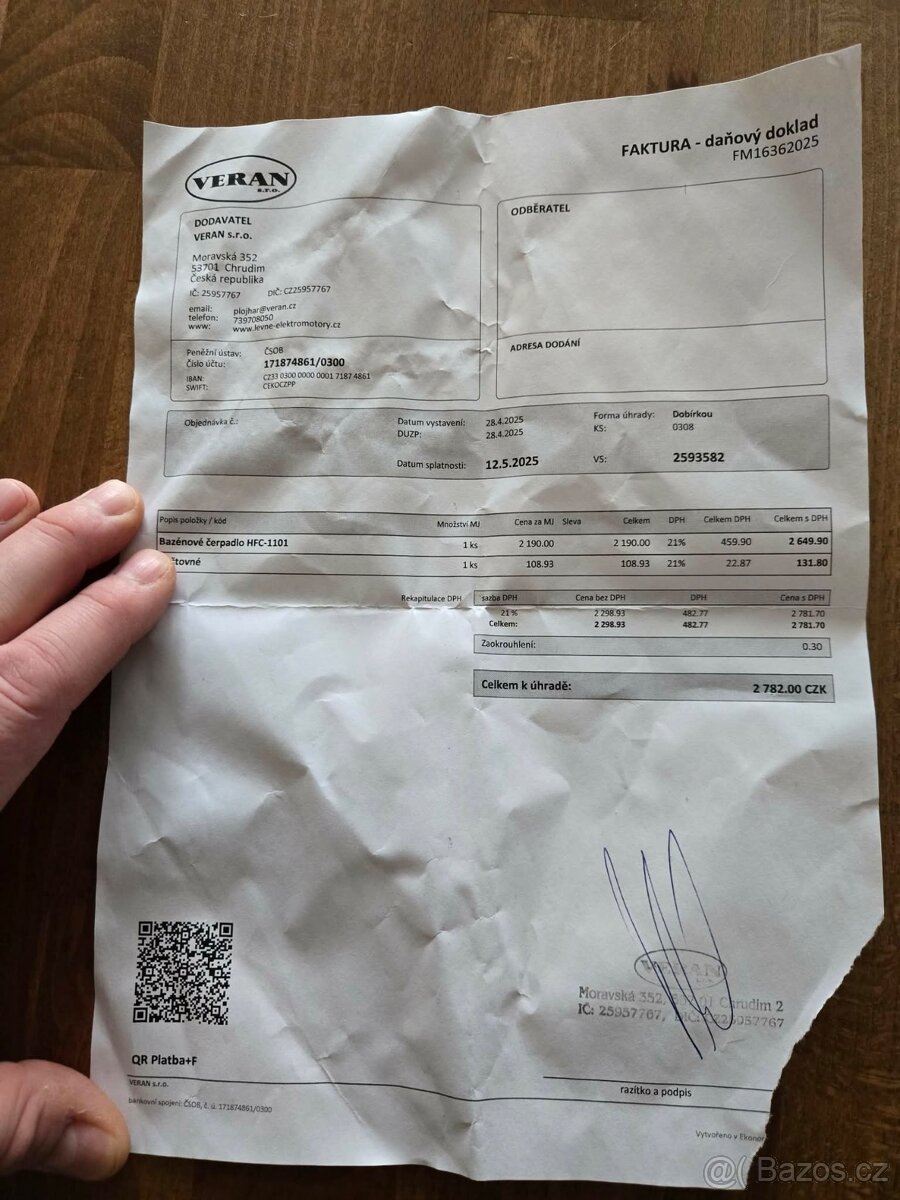 FAKTURA - daňový doklad
FM16362025
VERAN
s.r.o.
DODAVATEL
VERAN s.r.o.
Moravská 352
53701 Chrudim
Česká republika
IČ: 25957767 DIČ: CZ25957767
email: plojhar@veran.cz
telefon: 739708050
www: www.levne-elektromotory.cz
Peněžní ústav: ČSOB
Číslo účtu: 171874861/0300
IBAN: CZ33 0300 0000 0001 7187 4861
SWIFT: CEKOCZPP
ODBĚRATEL
ADRESA DODÁNÍ
Objednávka č.:
Datum vystavení: 28.4.2025
DUZP: 28.4.2025
Datum splatnosti: 12.5.2025
Forma úhrady: Dobírkou
KS: 0308
VS: 2593582
Popis položky / kód Množství MJ Cena za MJ Sleva Celkem DPH Celkem DPH Celkem s DPH
Bazénové čerpadlo HFC-1101 1 ks 2 190.00 2 190.00 21% 459.90 2 649.90
tovné 1 ks 108.93 108.93 21% 22.87 131.80
Rekapitulace DPH sazba DPH Cena bez DPH DPH Cena s DPH
21 % 2 298.93 482.77 2 781.70
Celkem: 2 298.93 482.77 2 781.70
Zaokrouhlení: 0.30
Celkem k úhradě: 2 782.00 CZK
VERAN
Moravská 352, 53701 Chrudim 2
IČ: 25957767, DIČ: CZ25957767
QR Platba+F
VERAN s.r.o.
bankovní spojení: ČSOB, č. ú. 171874861/0300
razítko a podpis
Vytvořeno v Ekonor
@ Bazos.cz